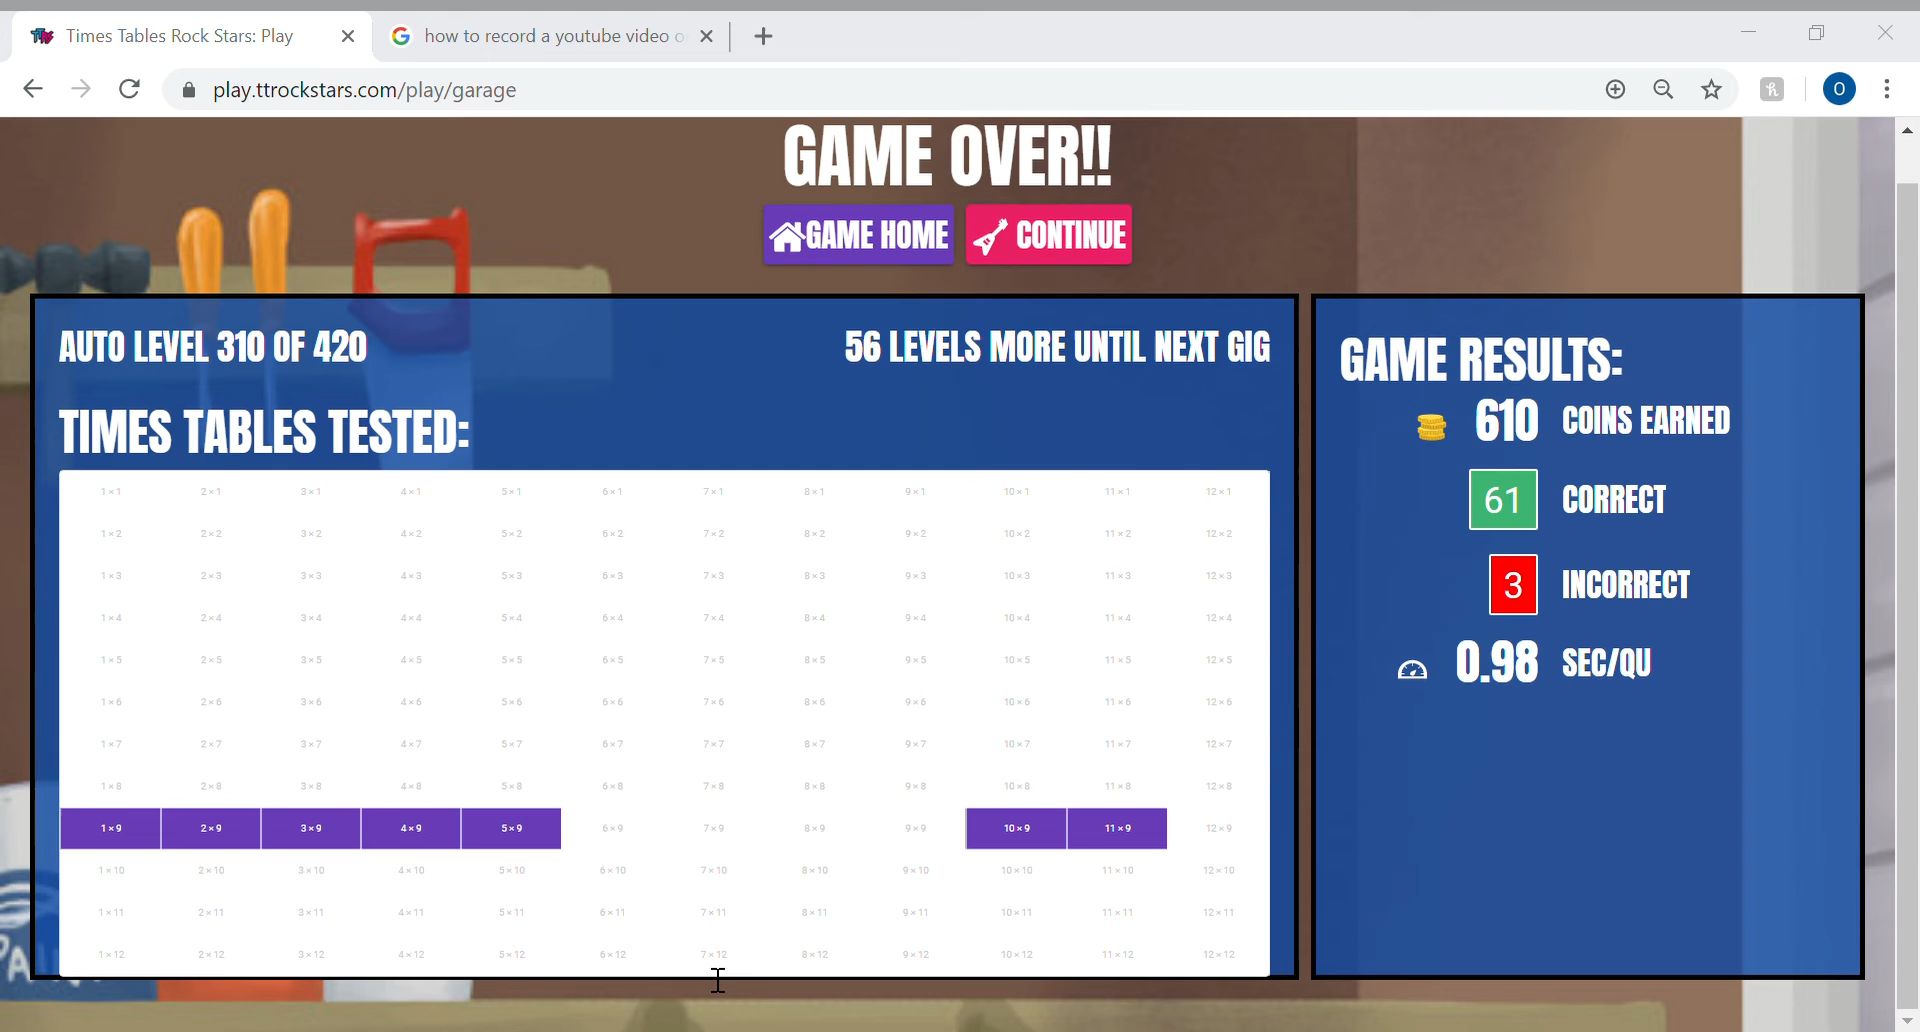 Times Tables Rock Stars: Play
how to record a youtube video o
play.ttrockstars.com/play/garage
O
GAME OVER!!
GAME HOME
CONTINUE
AUTO LEVEL 310 OF 420
56 LEVELS MORE UNTIL NEXT GIG
TIMES TABLES TESTED:
1×1 2×1 3×1 4×1 5×1 6×1 7×1 8×1 9×1 10×1 11×1 12×1
1×2 2×2 3×2 4×2 5×2 6×2 7×2 8×2 9×2 10×2 11×2 12×2
1×3 2×3 3×3 4×3 5×3 6×3 7×3 8×3 9×3 10×3 11×3 12×3
1×4 2×4 3×4 4×4 5×4 6×4 7×4 8×4 9×4 10×4 11×4 12×4
1×5 2×5 3×5 4×5 5×5 6×5 7×5 8×5 9×5 10×5 11×5 12×5
1×6 2×6 3×6 4×6 5×6 6×6 7×6 8×6 9×6 10×6 11×6 12×6
1×7 2×7 3×7 4×7 5×7 6×7 7×7 8×7 9×7 10×7 11×7 12×7
1×8 2×8 3×8 4×8 5×8 6×8 7×8 8×8 9×8 10×8 11×8 12×8
1×9 2×9 3×9 4×9 5×9 6×9 7×9 8×9 9×9 10×9 11×9 12×9
1×10 2×10 3×10 4×10 5×10 6×10 7×10 8×10 9×10 10×10 11×10 12×10
1×11 2×11 3×11 4×11 5×11 6×11 7×11 8×11 9×11 10×11 11×11 12×11
1×12 2×12 3×12 4×12 5×12 6×12 7×12 8×12 9×12 10×12 11×12 12×12
GAME RESULTS:
610 COINS EARNED
61 CORRECT
3 INCORRECT
0.98 SEC/QU